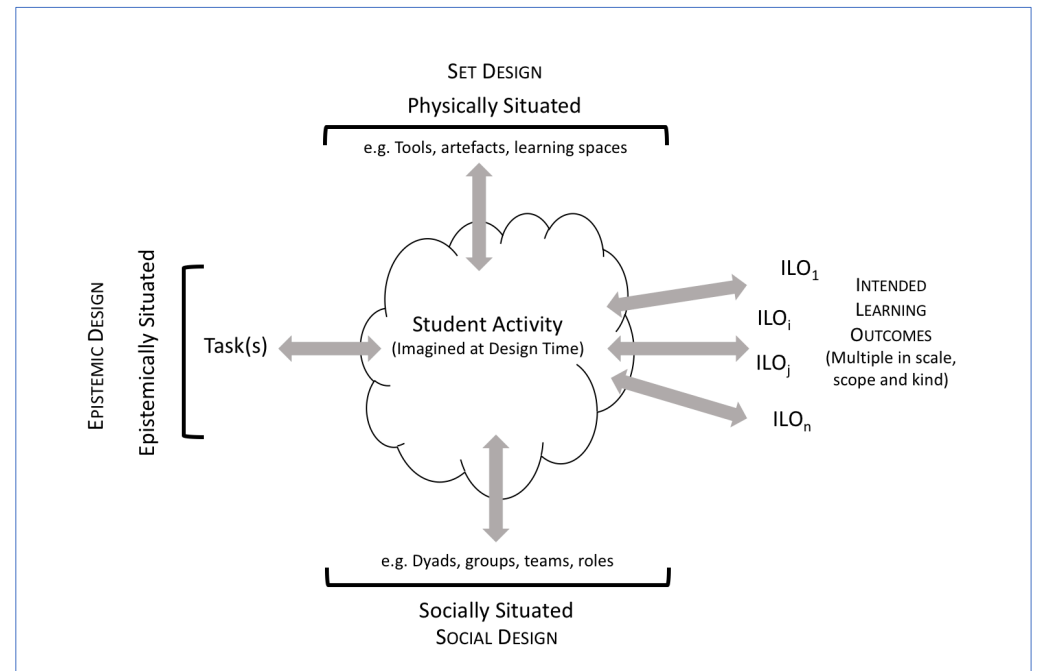 SET DESIGN
Physically Situated
e.g. Tools, artefacts, learning spaces
EPISTEMIC DESIGN
Epistemically Situated
Task(s)
Student Activity
(Imagined at Design Time)
ILO1
ILOi
ILOj
ILOn
INTENDED
LEARNING
OUTCOMES
(Multiple in scale,
scope and kind)
e.g. Dyads, groups, teams, roles
Socially Situated
SOCIAL DESIGN